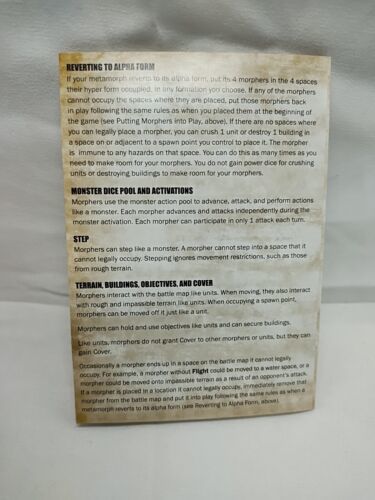 REVERTING TO ALPHA FORM
If your metamorph reverts to its alpha form, put its 4 morphers in the 4 spaces
their hyper form occupied, in any formation you choose. If any of the morphers
cannot occupy the spaces where they are placed, put those morphers back
in play following the same rules as when you placed them at the beginning of
the game (see Putting Morphers into Play, above). If there are no spaces where
you can legally place a morpher, you can crush 1 unit or destroy 1 building in
a space on or adjacent to a spawn point you control to place it. The morpher
is immune to any hazards on that space. You can do this as many times as you
need to make room for your morphers. You do not gain power dice for crushing
units or destroying buildings to make room for your morphers.
MONSTER DICE POOL AND ACTIVATIONS
Morphers use the monster action pool to advance, attack, and perform actions
like a monster. Each morpher advances and attacks independently during the
monster activation. Each morpher can participate in only 1 attack each turn.
STEP
Morphers can step like a monster. A morpher cannot step into a space that it
cannot legally occupy. Stepping ignores movement restrictions, such as those
from rough terrain.
TERRAIN, BUILDINGS, OBJECTIVES, AND COVER
Morphers interact with the battle map like units. When moving, they also interact
with rough and impassible terrain like units. When occupying a spawn point,
morphers can be moved off it just like a unit.
Morphers can hold and use objectives like units and can secure buildings.
Like units, morphers do not grant Cover to other morphers or units, but they can
gain Cover.
Occasionally a morpher ends up in a space on the battle map it cannot legally
occupy. For example, a morpher without Flight could be moved to a water space, or a
morpher could be moved onto impassible terrain as a result of an opponent's attack.
If a morpher is placed in a location it cannot legally occupy, immediately remove that
morpher from the battle map and put it into play following the same rules as when a
metamorph reverts to its alpha form (see Reverting to Alpha Form, above).